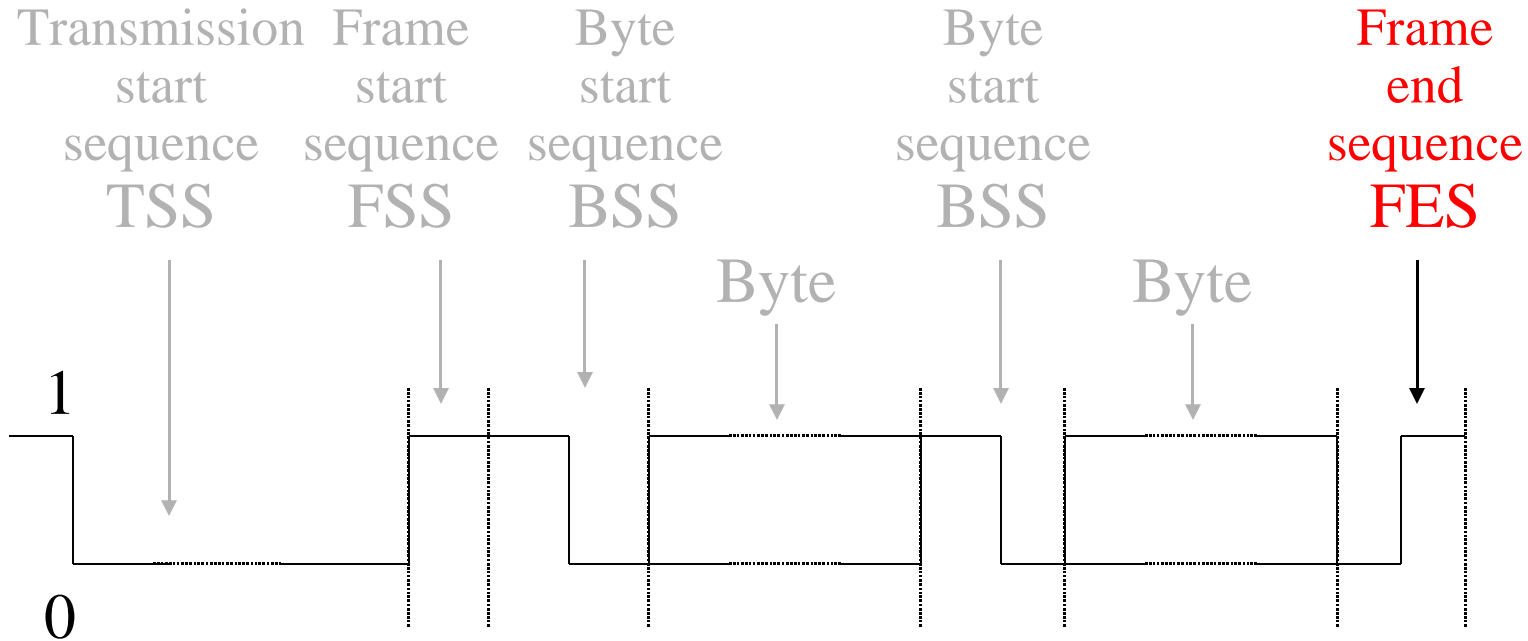 Transmission
start
sequence
TSS
Frame
start
sequence
FSS
Byte
start
sequence
BSS
Byte
start
sequence
BSS
Frame
end
sequence
FES
Byte
Byte
1
0